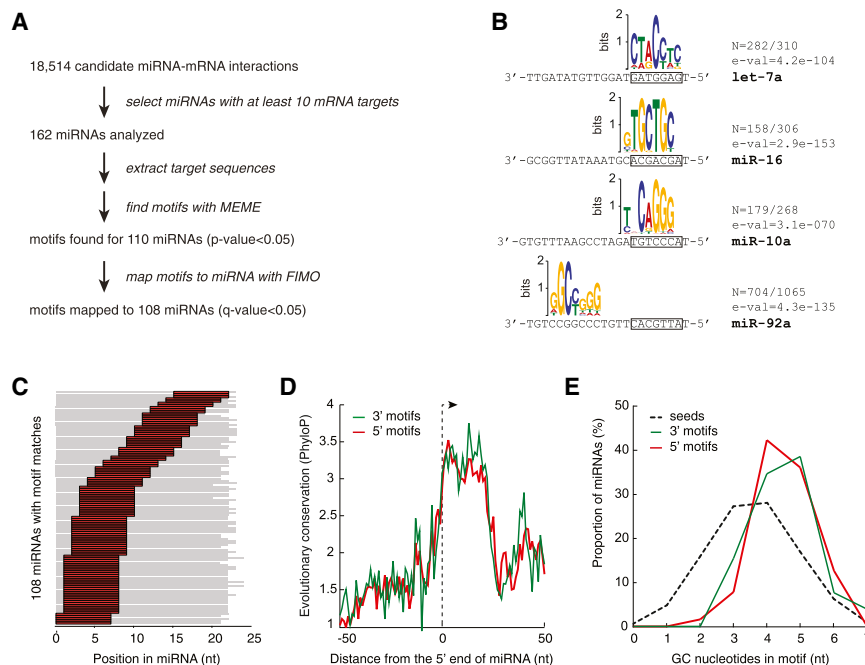 A
18,514 candidate miRNA-mRNA interactions
select miRNAs with at least 10 mRNA targets
162 miRNAs analyzed
extract target sequences
find motifs with MEME
motifs found for 110 miRNAs (p-value<0.05)
map motifs to miRNA with FIMO
motifs mapped to 108 miRNAs (q-value<0.05)
B
bits
2
1
N=282/310
e-val=4.2e-104
3'-TTGATATGTTGGATGATGGAGT-5'
let-7a
bits
2
1
N=158/306
e-val=2.9e-153
3'-GCGGTTATAAATGCACGACGAT-5'
miR-16
bits
2
1
N=179/268
e-val=3.1e-070
3'-GTGTTTAAGCCTAGATGTCCCAT-5'
miR-10a
bits
2
1
N=704/1065
e-val=4.3e-135
3'-TGTCCGGCCCTGTTCACGTTAT-5'
miR-92a
C
108 miRNAs with motif matches
0 5 10 15 20 25
Position in miRNA (nt)
D
3' motifs
5' motifs
Evolutionary conservation (PhyloP)
4
3.5
3
2.5
2
1.5
1
-50 0 50
Distance from the 5' end of miRNA (nt)
E
seeds
3' motifs
5' motifs
Proportion of miRNAs (%)
50
40
30
20
10
0
0 1 2 3 4 5 6
GC nucleotides in motif (nt)